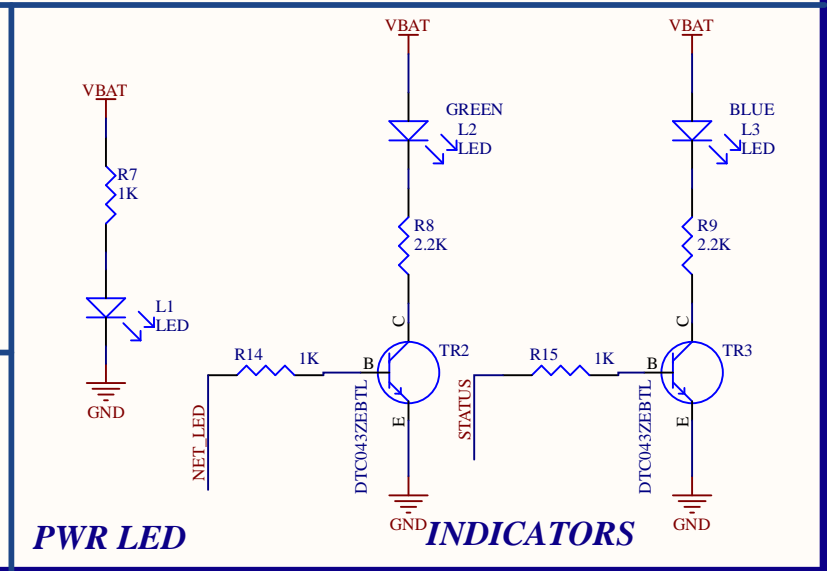 VBAT
R7
1K
L1
LED
GND
PWR LED
VBAT
GREEN
L2
LED
R8
2.2K
C
TR2
B
E
R14 1K
NET_LED
DTC043ZEBTL
GND
VBAT
BLUE
L3
LED
R9
2.2K
C
TR3
B
E
R15 1K
STATUS
DTC043ZEBTL
GND
INDICATORS